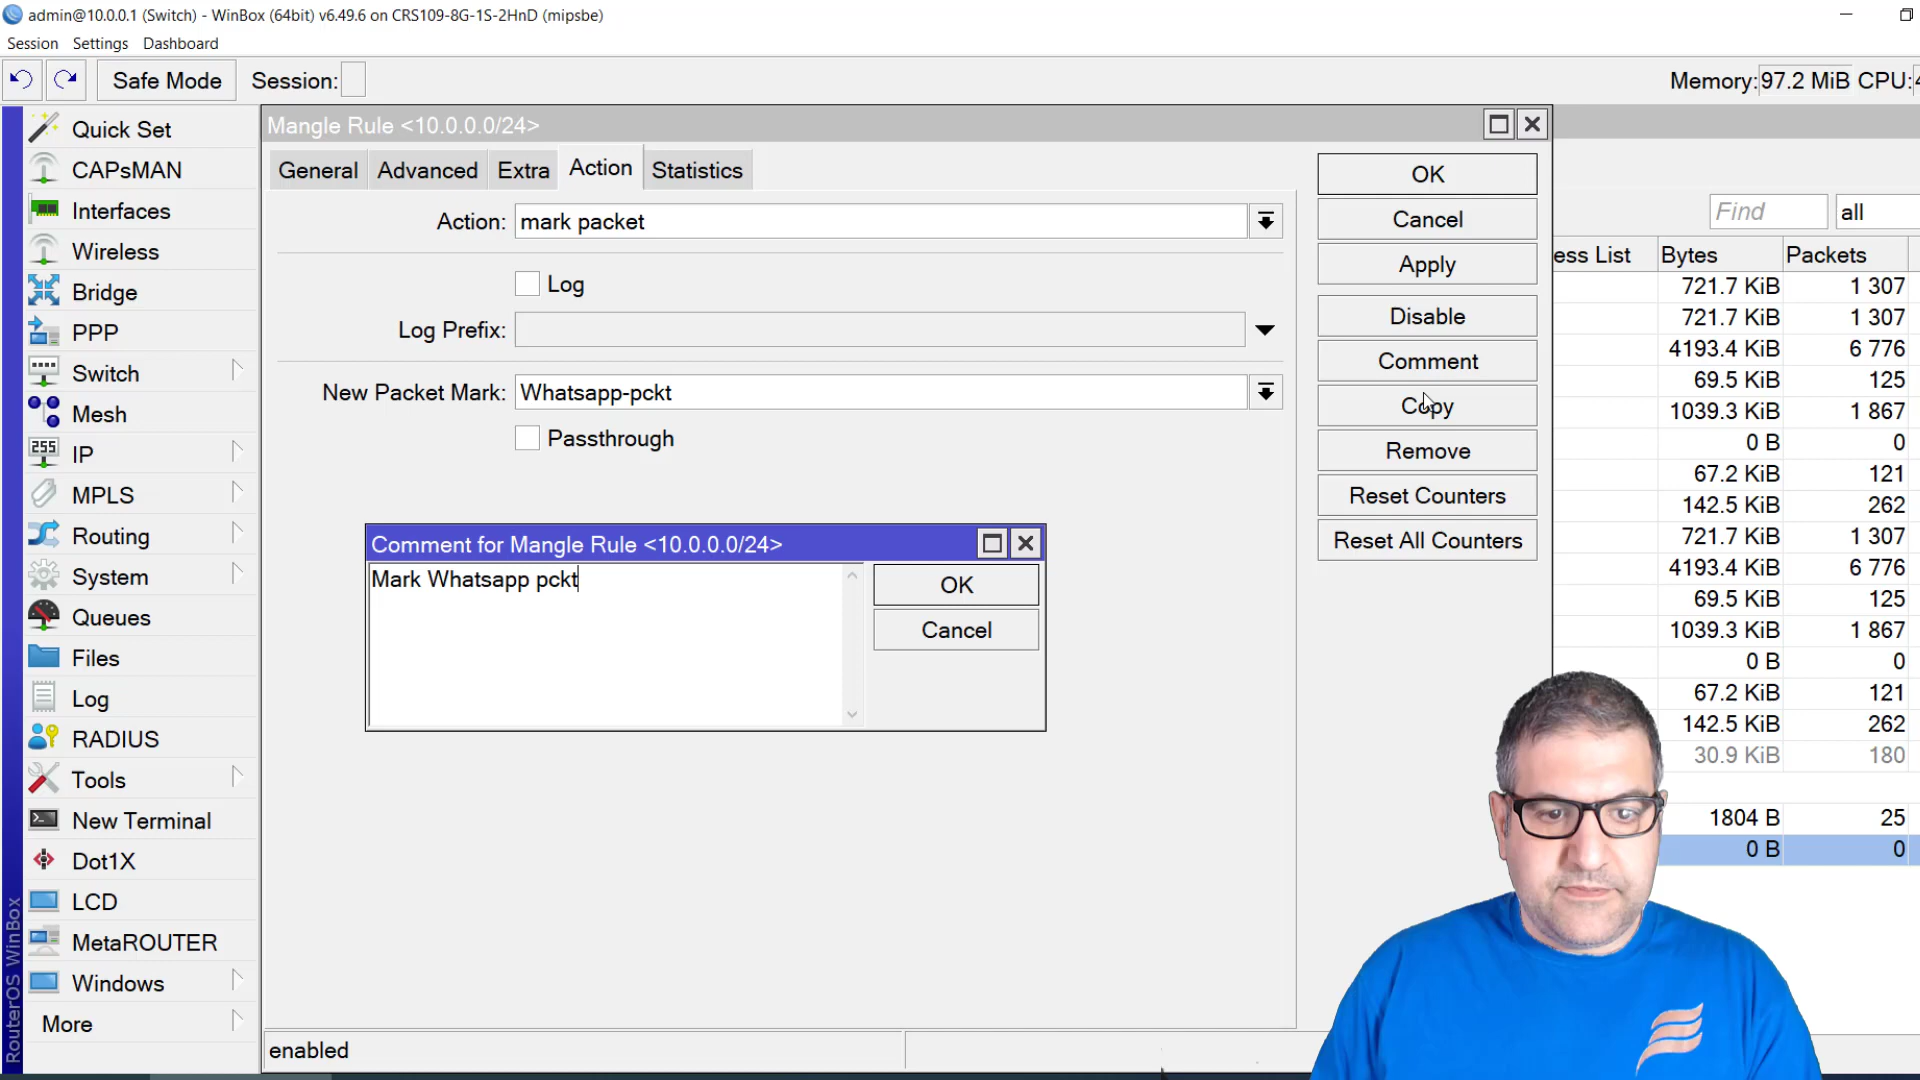 admin@10.0.0.1 (Switch) - WinBox (64bit) v6.49.6 on CRS109-8G-1S-2HnD (mipsbe)
Session Settings Dashboard
Safe Mode Session: Memory: 97.2 MiB CPU:
Quick Set
CAPsMAN
Interfaces
Wireless
Bridge
PPP
Switch
Mesh
IP
MPLS
Routing
System
Queues
Files
Log
RADIUS
Tools
New Terminal
Dot1X
LCD
MetaROUTER
Windows
More
RouterOS WinBox
Mangle Rule <10.0.0.0/24>
General Advanced Extra Action Statistics
Action: mark packet
Log
Log Prefix:
New Packet Mark: Whatsapp-pckt
Passthrough
OK
Cancel
Apply
Disable
Comment
Copy
Remove
Reset Counters
Reset All Counters
Comment for Mangle Rule <10.0.0.0/24>
Mark Whatsapp pckt
OK
Cancel
enabled
Find all
ess List Bytes Packets
721.7 KiB 1 307
721.7 KiB 1 307
4193.4 KiB 6 776
69.5 KiB 125
1039.3 KiB 1 867
0 B 0
67.2 KiB 121
142.5 KiB 262
721.7 KiB 1 307
4193.4 KiB 6 776
69.5 KiB 125
1039.3 KiB 1 867
0 B 0
67.2 KiB 121
142.5 KiB 262
30.9 KiB 180
1804 B 25
0 B 0